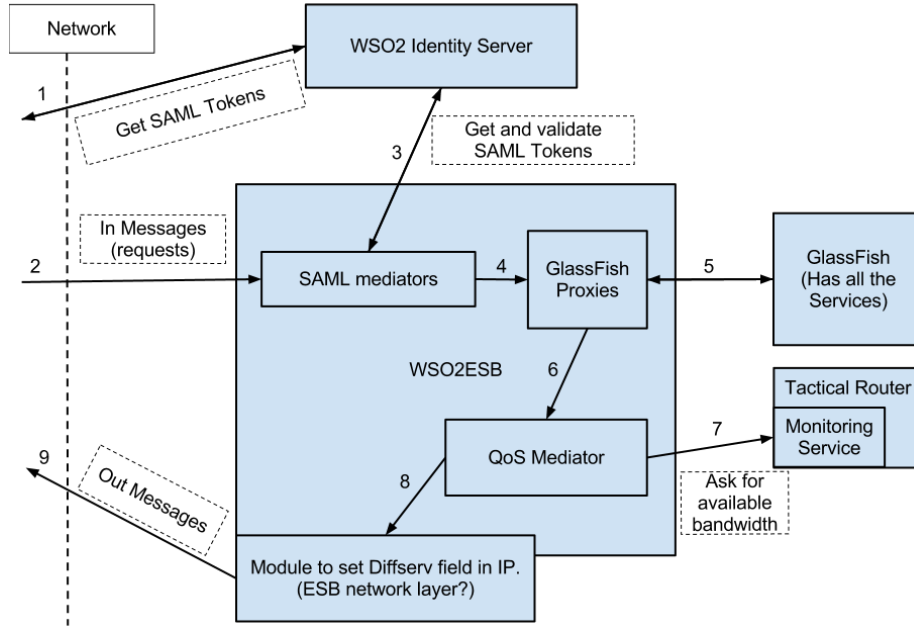 Network
WSO2 Identity Server
1
Get SAML Tokens
3
Get and validate
SAML Tokens
In Messages
(requests)
2
SAML mediators
4
GlassFish
Proxies
5
GlassFish
(Has all the
Services)
WSO2ESB
6
Tactical Router
Monitoring
Service
QoS Mediator
7
Ask for
available
bandwidth
8
9
Out Messages
Module to set Diffserv field in IP.
(ESB network layer?)